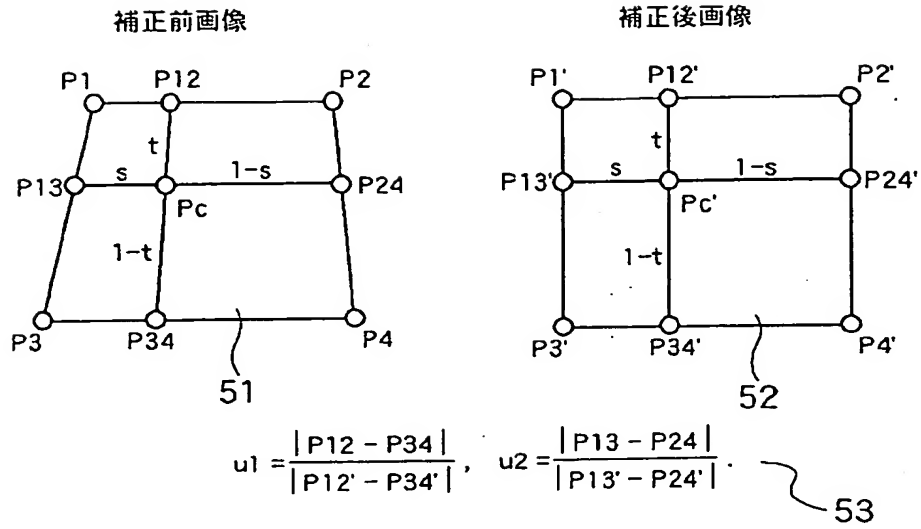 補正前画像
補正後画像
P1 P12 P2
t
P13 s 1-s P24
Pc
1-t
P3 P34 P4
51
P1' P12' P2'
t
P13' s 1-s P24'
Pc'
1-t
P3' P34' P4'
52
u1 = |P12 - P34| / |P12' - P34'| , u2 = |P13 - P24| / |P13' - P24'| .
53